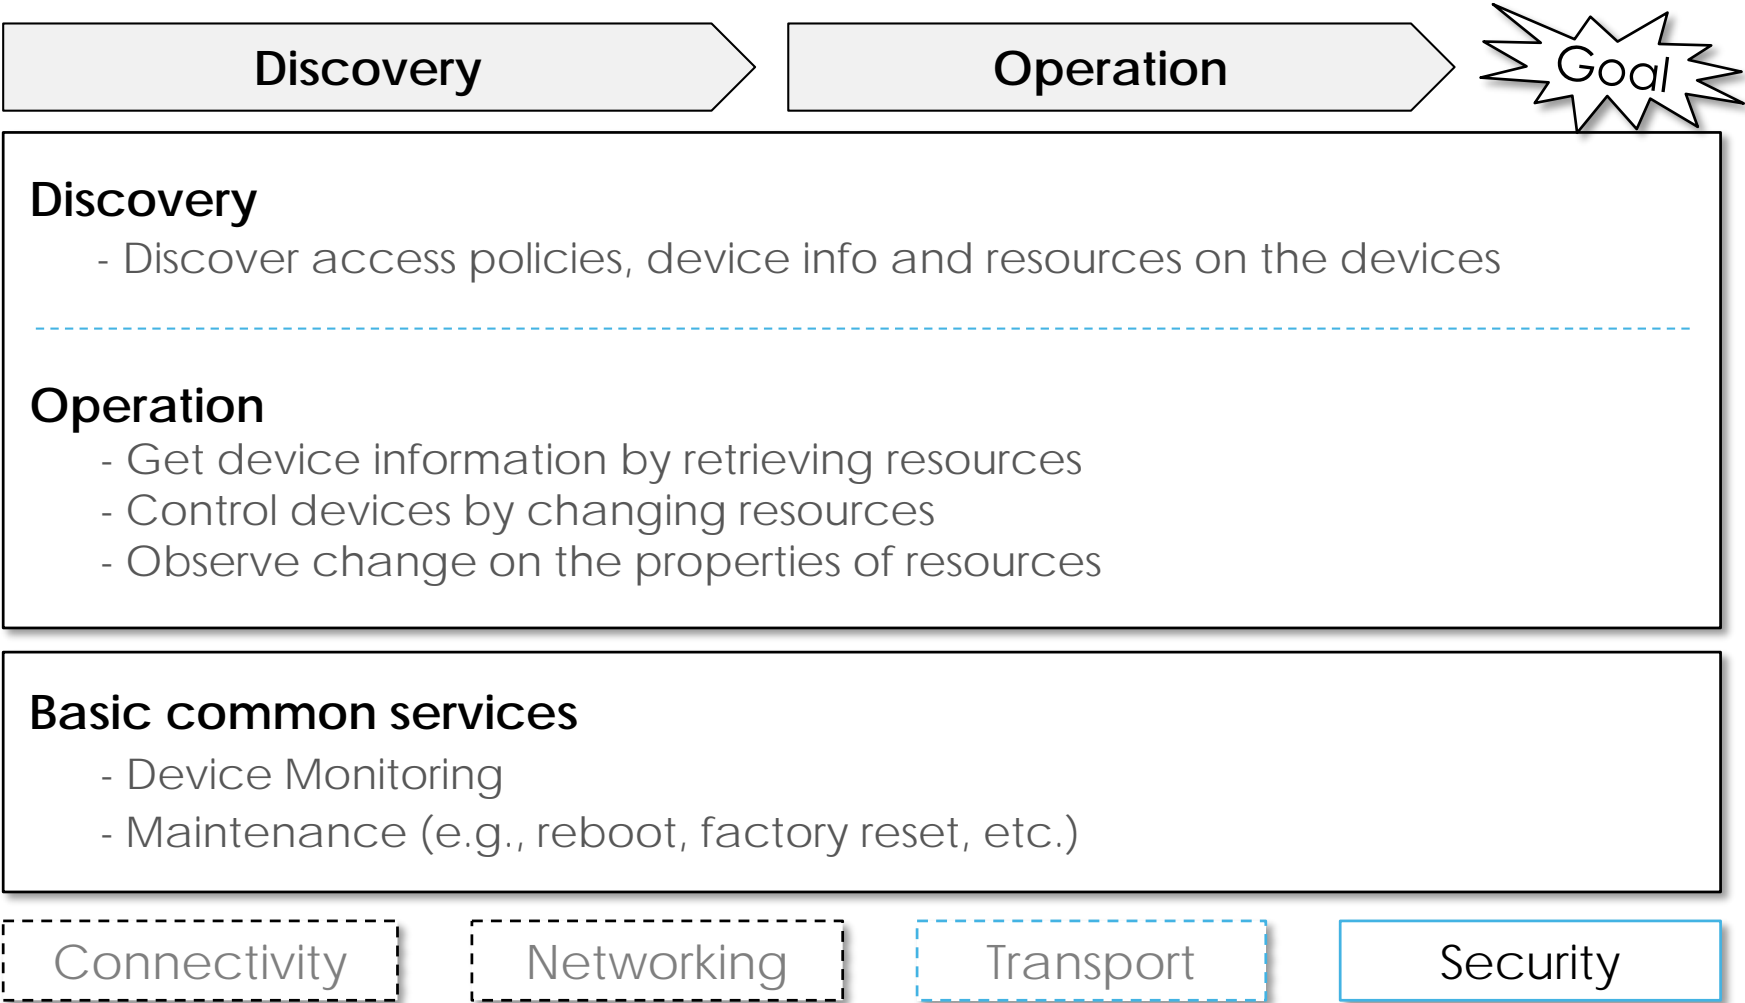 Discovery
Operation
Goal
Discovery
- Discover access policies, device info and resources on the devices
Operation
- Get device information by retrieving resources
- Control devices by changing resources
- Observe change on the properties of resources
Basic common services
- Device Monitoring
- Maintenance (e.g., reboot, factory reset, etc.)
Connectivity
Networking
Transport
Security